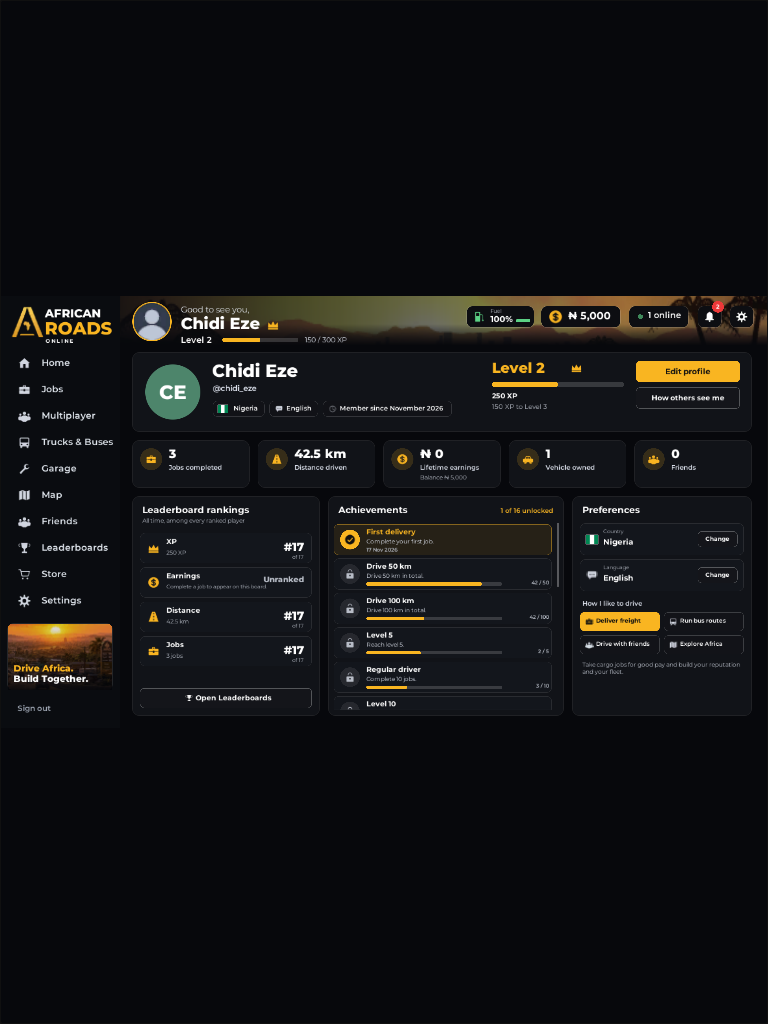 AFRICAN
ROADS
ONLINE
Home
Jobs
Multiplayer
Trucks & Buses
Garage
Map
Friends
Leaderboards
Store
Settings
Drive Africa.
Build Together.
Sign out
Good to see you,
Chidi Eze
Level 2
150 / 300 XP
Fuel
100%
₦ 5,000
1 online
2
CE
Chidi Eze
@chidi_eze
Nigeria
English
Member since November 2026
Level 2
250 XP
150 XP to Level 3
Edit profile
How others see me
3
Jobs completed
42.5 km
Distance driven
₦ 0
Lifetime earnings
Balance ₦ 5,000
1
Vehicle owned
0
Friends
Leaderboard rankings
All time, among every ranked player
XP
250 XP
#17
of 17
Earnings
Complete a job to appear on this board
Unranked
Distance
42.5 km
#17
of 17
Jobs
3 jobs
#17
of 17
Open Leaderboards
Achievements
1 of 16 unlocked
First delivery
Complete your first job.
17 Nov 2026
Drive 50 km
Drive 50 km in total.
42 / 50
Drive 100 km
Drive 100 km in total.
42 / 100
Level 5
Reach level 5.
2 / 5
Regular driver
Complete 10 jobs.
3 / 10
Level 10
Preferences
Country
Nigeria
Change
Language
English
Change
How I like to drive
Deliver freight
Run bus routes
Drive with friends
Explore Africa
Take cargo jobs for good pay and build your reputation
and your fleet.